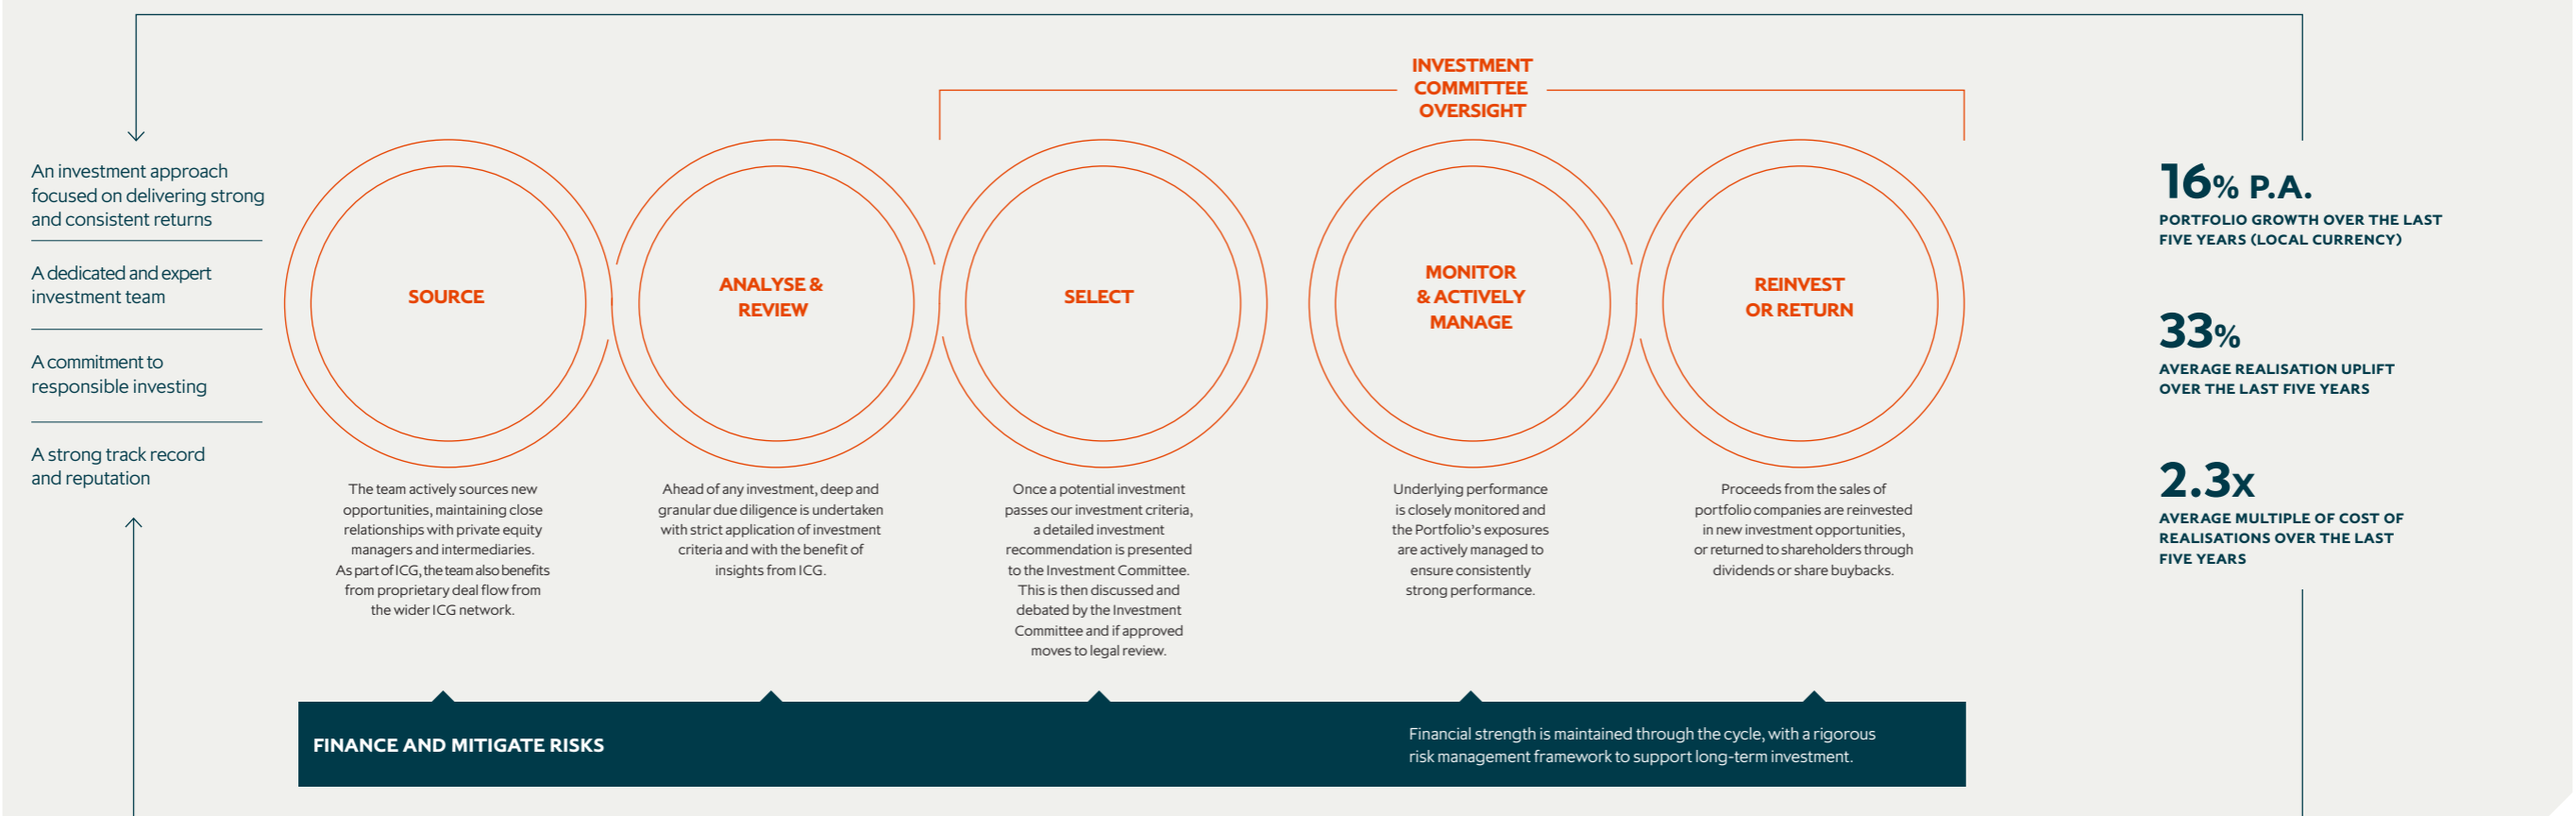 INVESTMENT
COMMITTEE
OVERSIGHT
An investment approach
focused on delivering strong
and consistent returns
A dedicated and expert
investment team
A commitment to
responsible investing
A strong track record
and reputation
SOURCE
The team actively sources new
opportunities, maintaining close
relationships with private equity
managers and intermediaries.
As part of ICG, the team also benefits
from proprietary deal flow from
the wider ICG network.
ANALYSE &
REVIEW
Ahead of any investment, deep and
granular due diligence is undertaken
with strict application of investment
criteria and with the benefit of
insights from ICG.
SELECT
Once a potential investment
passes our investment criteria,
a detailed investment
recommendation is presented
to the Investment Committee.
This is then discussed and
debated by the Investment
Committee and if approved
moves to legal review.
MONITOR
& ACTIVELY
MANAGE
Underlying performance
is closely monitored and
the Portfolio's exposures
are actively managed to
ensure consistently
strong performance.
REINVEST
OR RETURN
Proceeds from the sales of
portfolio companies are reinvested
in new investment opportunities,
or returned to shareholders through
dividends or share buybacks.
16% P.A.
PORTFOLIO GROWTH OVER THE LAST
FIVE YEARS (LOCAL CURRENCY)
33%
AVERAGE REALISATION UPLIFT
OVER THE LAST FIVE YEARS
2.3x
AVERAGE MULTIPLE OF COST OF
REALISATIONS OVER THE LAST
FIVE YEARS
FINANCE AND MITIGATE RISKS
Financial strength is maintained through the cycle, with a rigorous
risk management framework to support long-term investment.